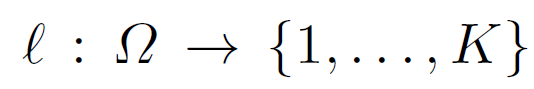 ℓ : Ω → {1, . . . , K}